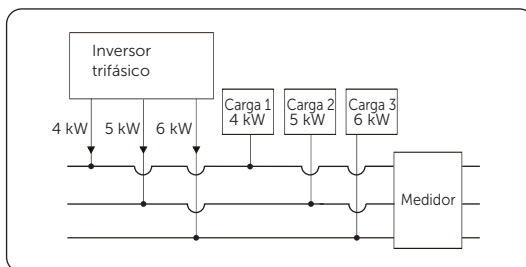 Inversor
trifásico
Carga 1
4 kW
Carga 2
5 kW
Carga 3
6 kW
4 kW
5 kW
6 kW
Medidor